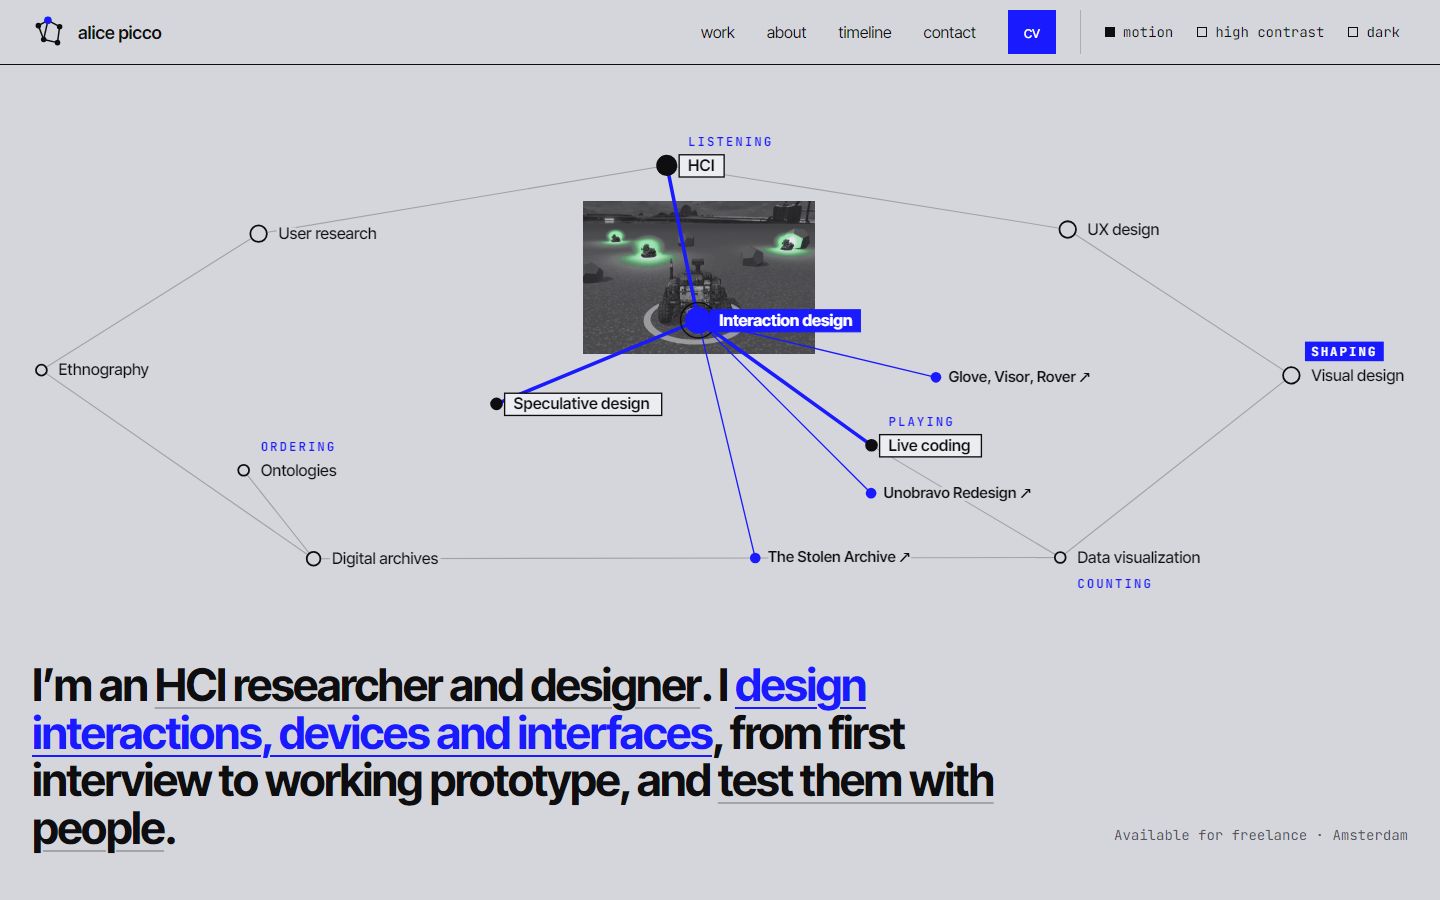 alice picco
work
about
timeline
contact
CV
motion
high contrast
dark
LISTENING
HCI
User research
UX design
Interaction design
SHAPING
Ethnography
Glove, Visor, Rover ↗
Visual design
Speculative design
PLAYING
ORDERING
Live coding
Ontologies
Unobravo Redesign ↗
Digital archives
The Stolen Archive ↗
Data visualization
COUNTING
I’m an HCI researcher and designer. I design
interactions, devices and interfaces, from first
interview to working prototype, and test them with
people.
Available for freelance · Amsterdam